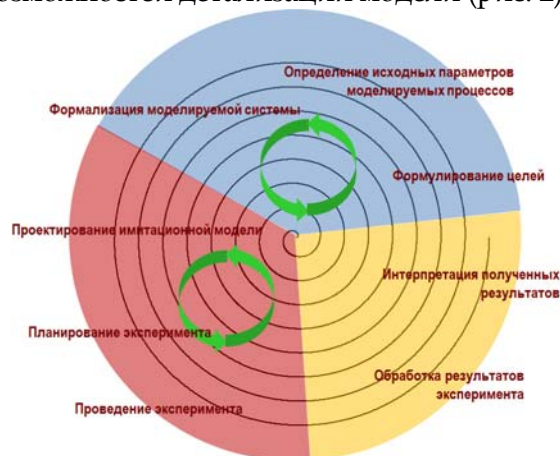 Определение исходных параметров
моделируемых процессов
Формализация моделируемой системы
Формулирование целей
Проектирование имитационной модели
Интерпретация полученных
результатов
Планирование эксперимента
Обработка результатов
эксперимента
Проведение эксперимента